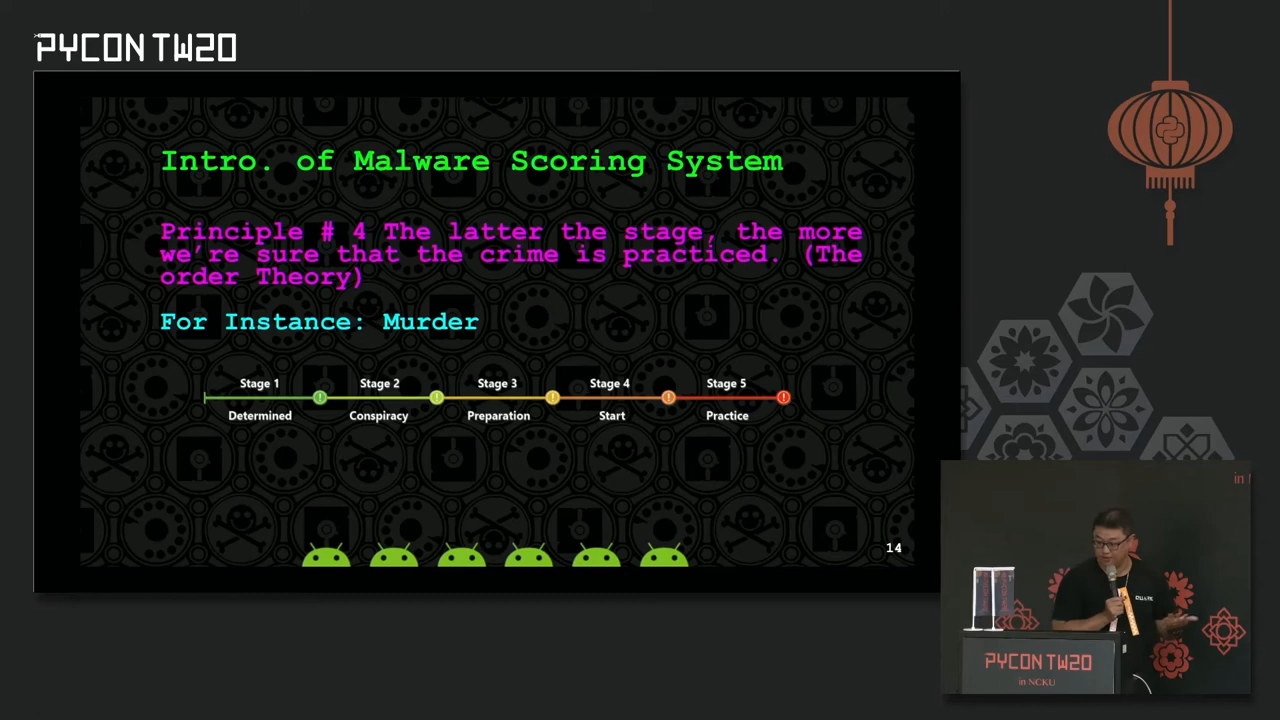 PYCON TW20
Intro. of Malware Scoring System
Principle # 4 The latter the stage, the more
we're sure that the crime is practiced. (The
order Theory)
For Instance: Murder
Stage 1 Stage 2 Stage 3 Stage 4 Stage 5
Determined Conspiracy Preparation Start Practice
14
in
QUARK
PYCON TW20
in NCKU